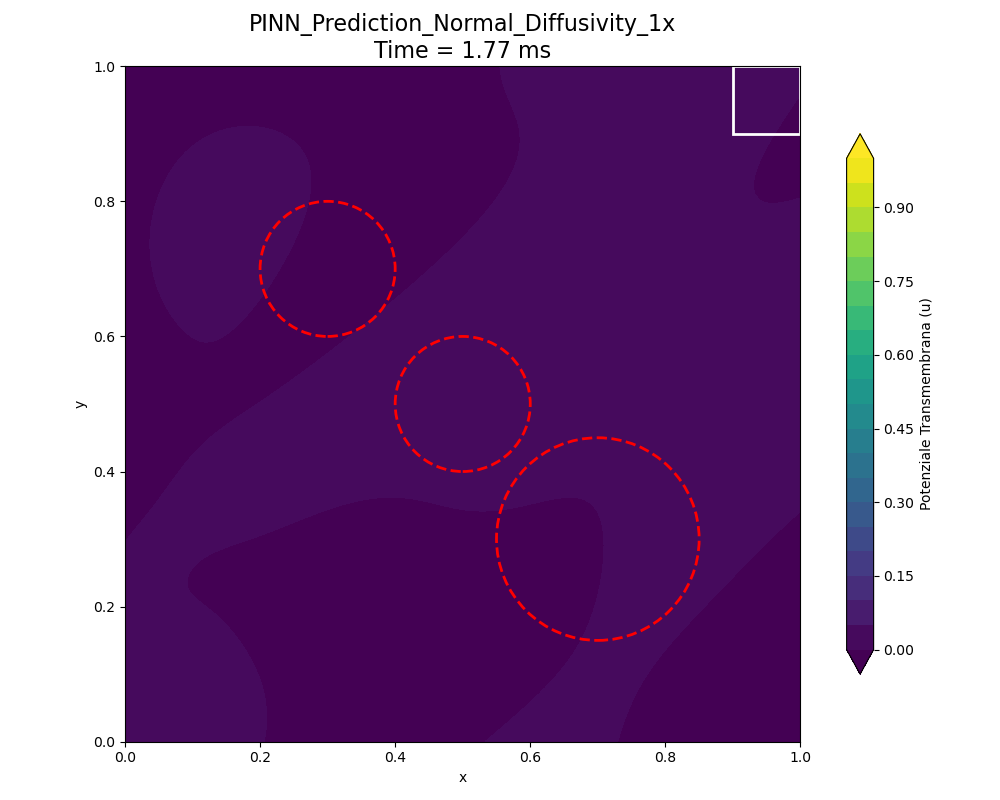 PINN_Prediction_Normal_Diffusivity_1x
Time = 1.77 ms
1.0
0.8
0.6
0.4
0.2
0.0
y
0.0 0.2 0.4 0.6 0.8 1.0
x
0.90
0.75
0.60
0.45
0.30
0.15
0.00
Potenziale Transmembrana (u)